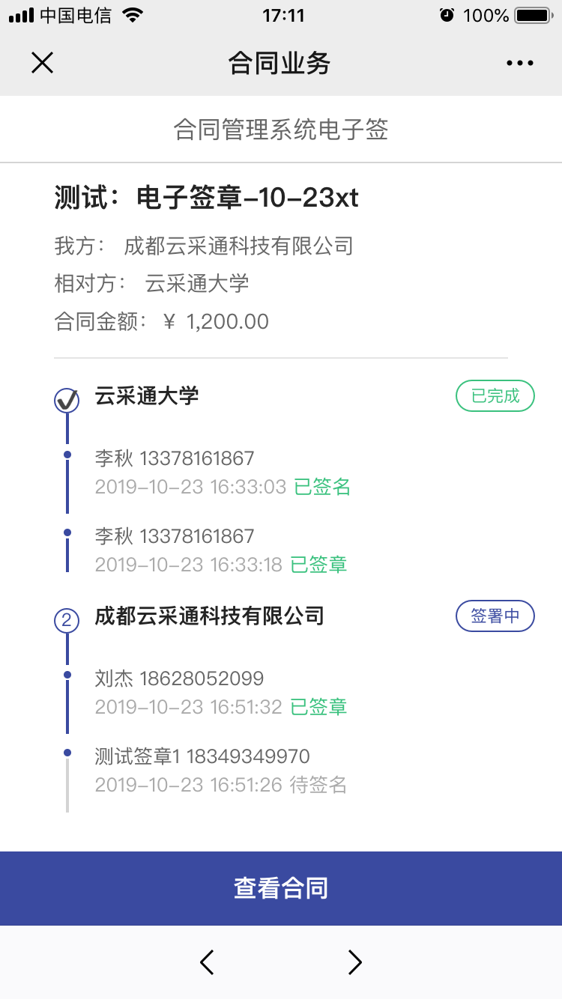 中国电信 17:11 100%
合同业务
合同管理系统电子签
测试：电子签章-10-23xt
我方： 成都云采通科技有限公司
相对方： 云采通大学
合同金额： ¥ 1,200.00
云采通大学 已完成
李秋 13378161867
2019-10-23 16:33:03 已签名
李秋 13378161867
2019-10-23 16:33:18 已签章
2 成都云采通科技有限公司 签署中
刘杰 18628052099
2019-10-23 16:51:32 已签章
测试签章1 18349349970
2019-10-23 16:51:26 待签名
查看合同